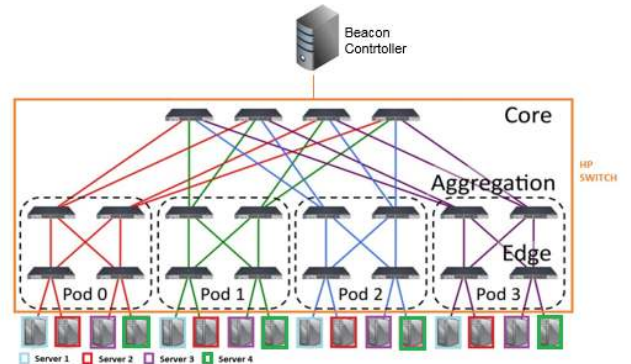 Beacon
Contrtoller
Core
HP
SWITCH
Aggregation
Edge
Pod 0
Pod 1
Pod 2
Pod 3
Server 1
Server 2
Server 3
Server 4